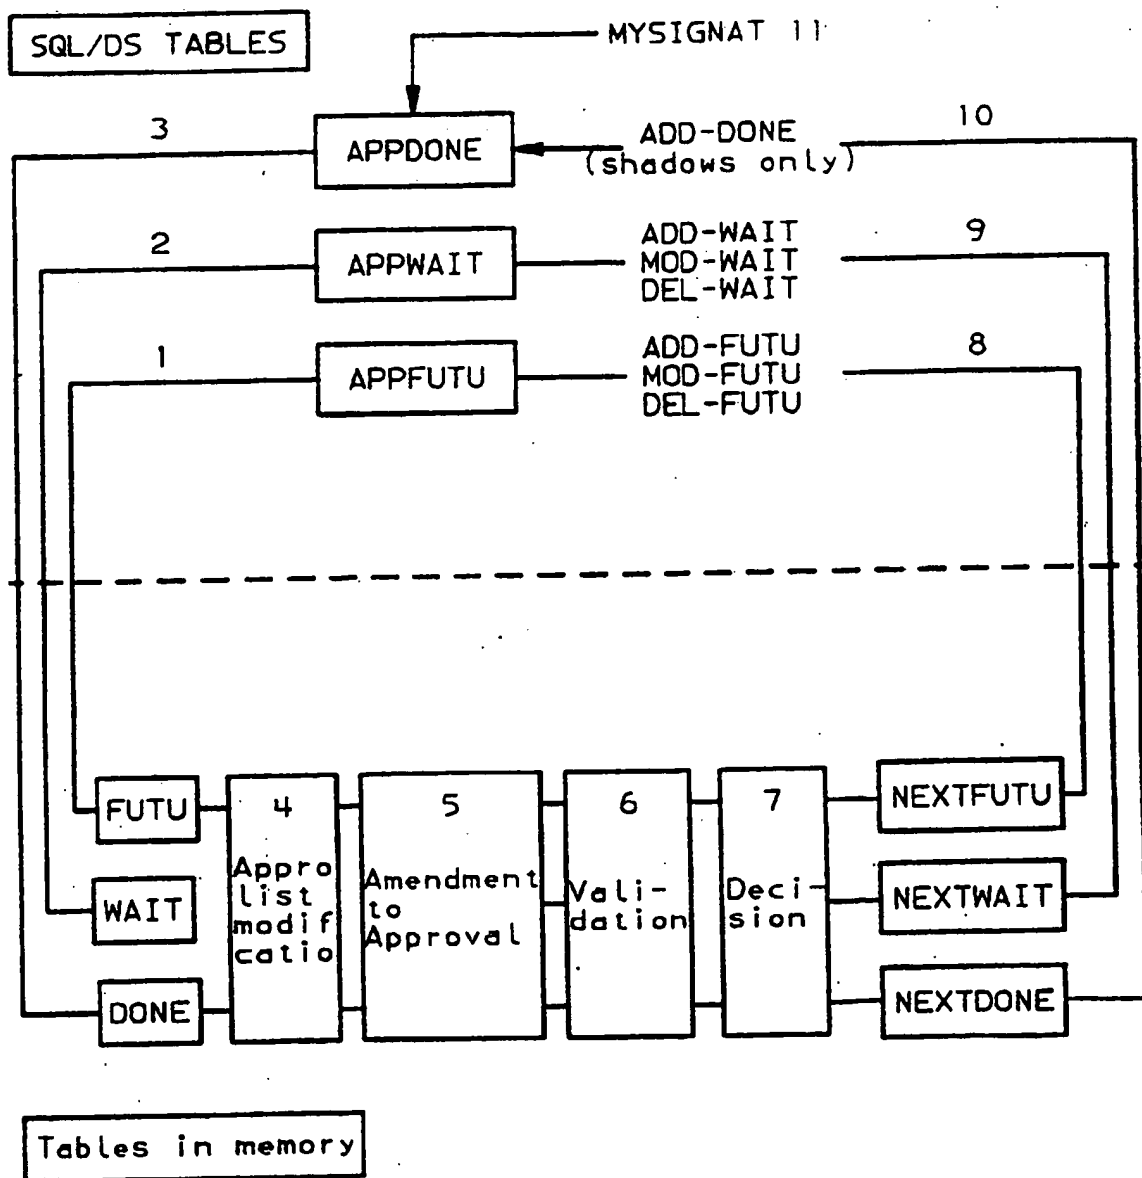 SQL/DS TABLES
MYSIGNAT 11
3
APPDONE
ADD-DONE
(shadows only)
10
2
APPWAIT
ADD-WAIT
MOD-WAIT
DEL-WAIT
9
1
APPFUTU
ADD-FUTU
MOD-FUTU
DEL-FUTU
8
FUTU
WAIT
DONE
4
Appro
list
modif
catio
5
Amendment
to
Approval
6
Vali-
dation
7
Deci-
sion
NEXTFUTU
NEXTWAIT
NEXTDONE
Tables in memory